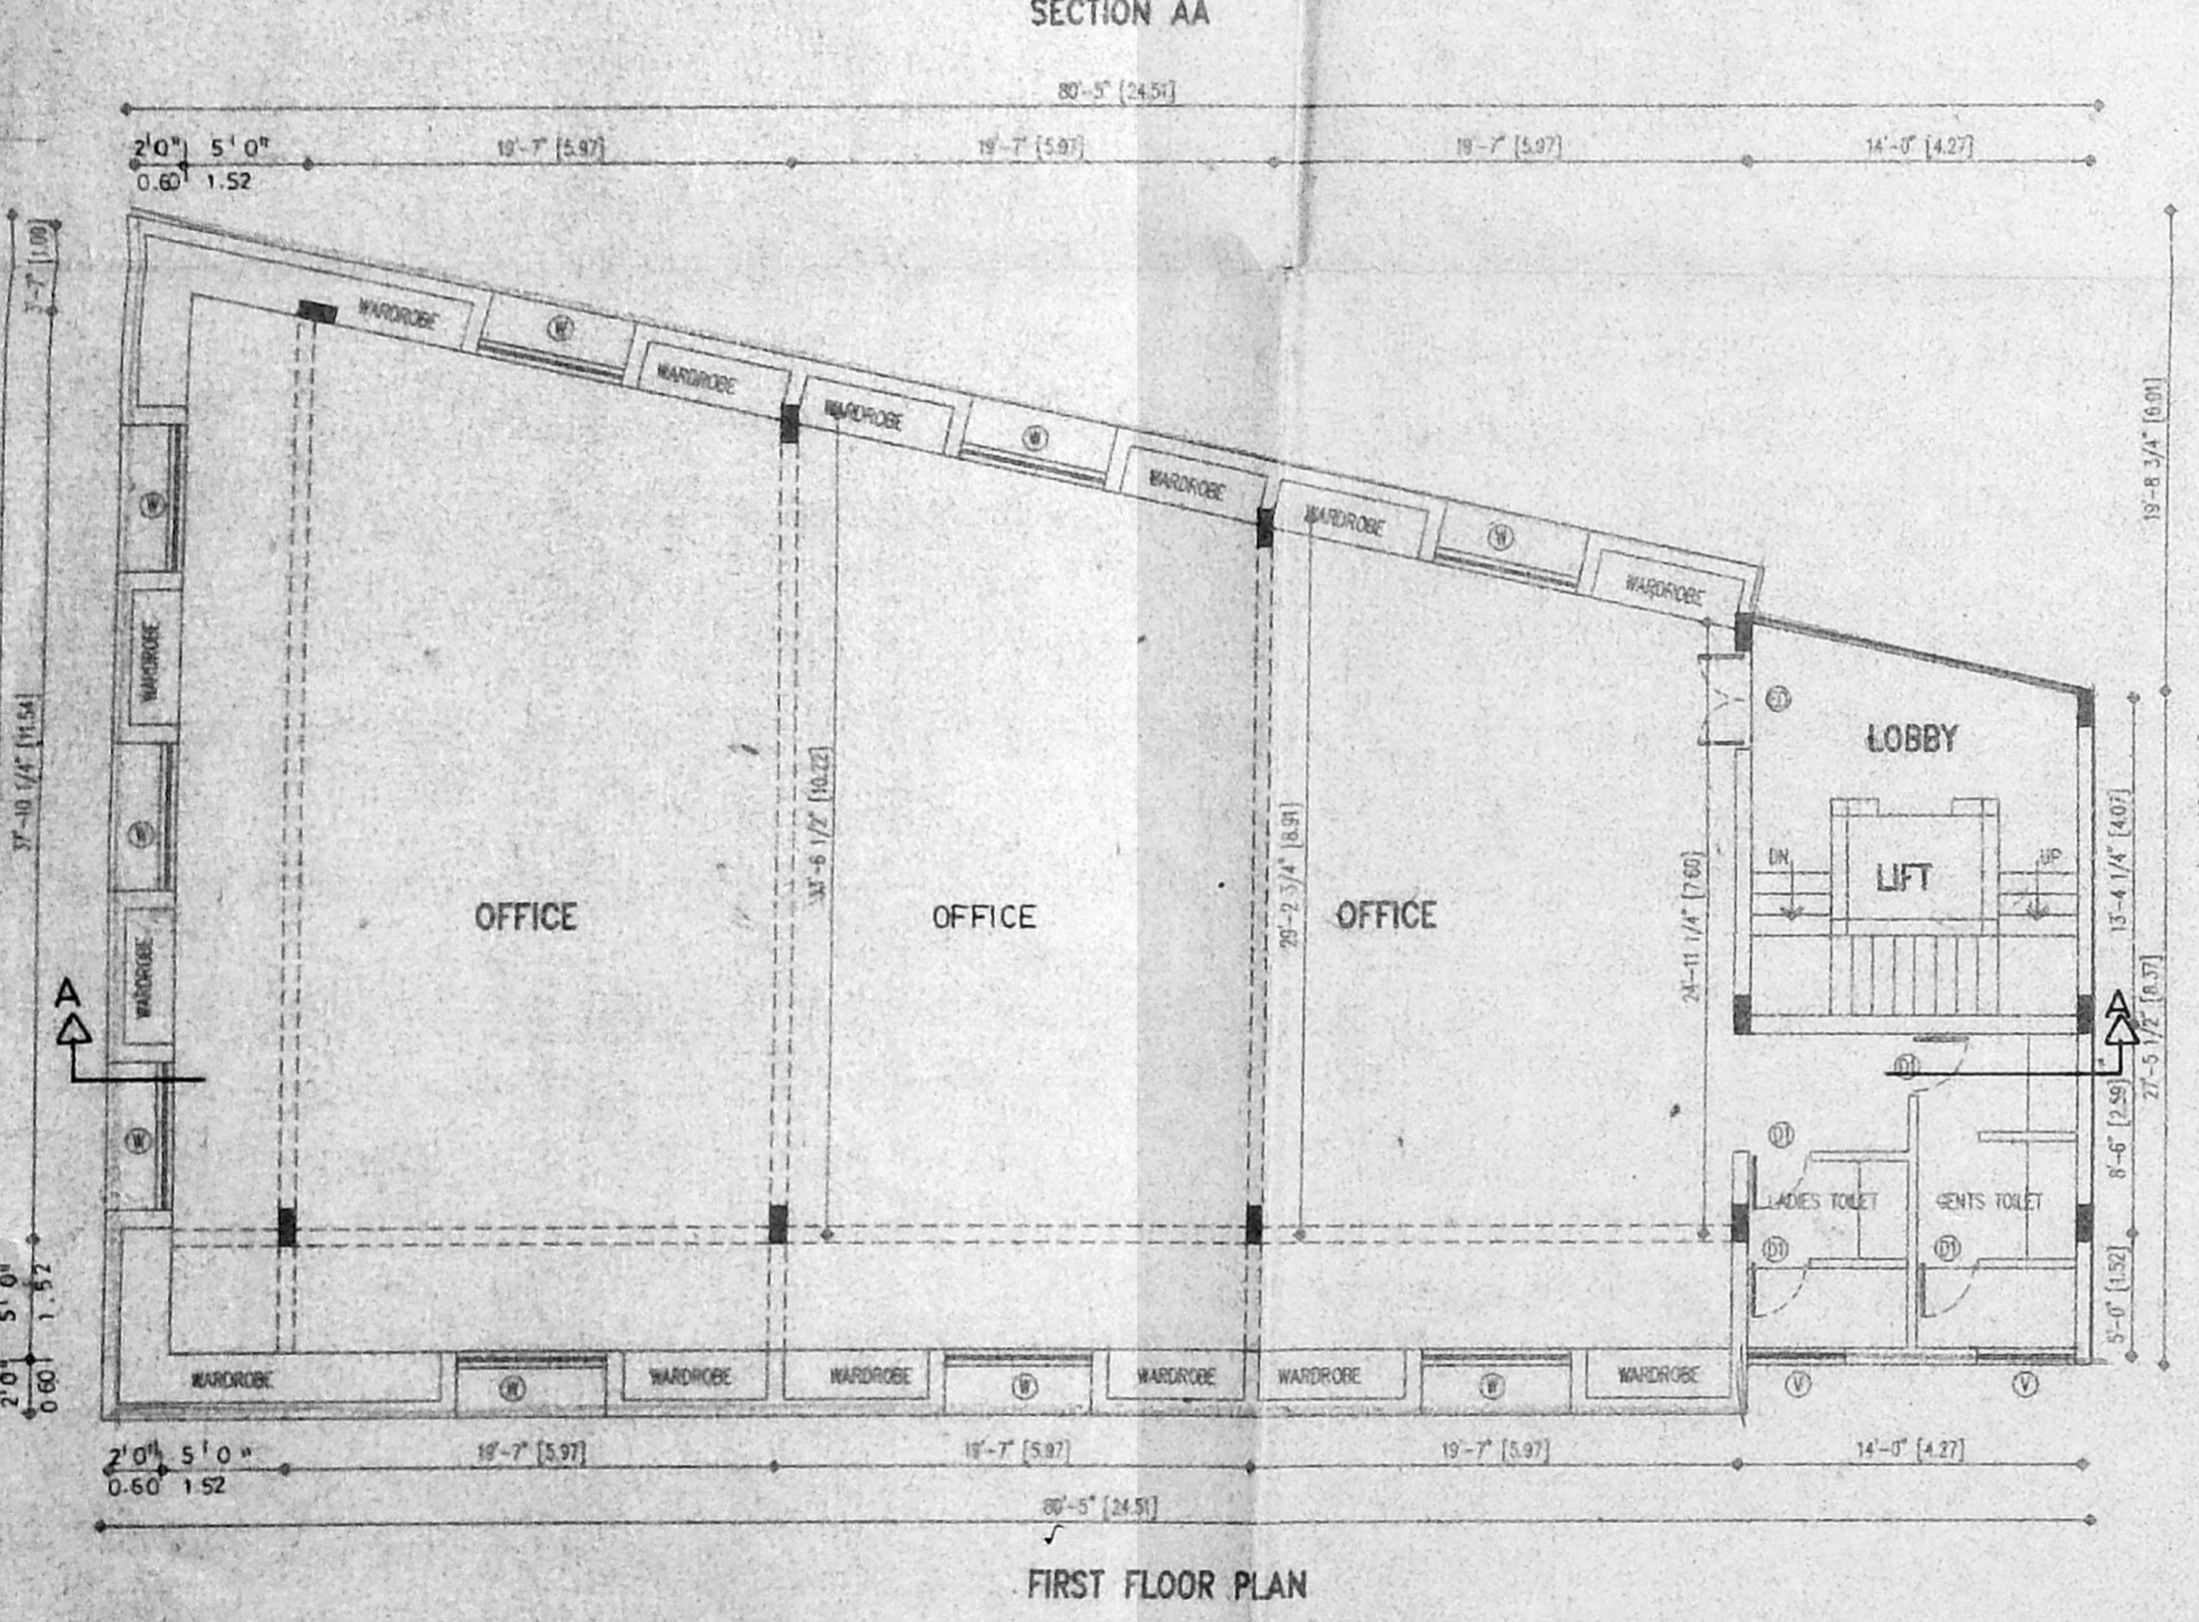 SECTION AA
80'-5" [24.51]
2'0" 5'0" 19'-7" [5.97] 19'-7" [5.97] 19'-7" [5.97] 14'-0" [4.27]
0.60 1.52
3'-7" [1.09]
WARDROBE
W
WARDROBE
WARDROBE
W
WARDROBE
WARDROBE
W
WARDROBE
19'-8 3/4" [6.01]
W
WARDROBE
W
WARDROBE
W
37'-10 1/4" [11.54]
33'-6 1/2" [10.22]
29'-2 3/4" [8.91]
24'-11 1/4" [7.60]
LOBBY
DN
UP
LIFT
13'-4 1/4" [4.07]
OFFICE OFFICE OFFICE
A A
27'-5 1/2" [8.37]
D1
D1
8'-6" [2.59]
LADIES TOILET GENTS TOILET
D1 D1
5'-0" [1.52]
5'0"
1.52
2'0"
0.60
WARDROBE W WARDROBE WARDROBE W WARDROBE WARDROBE W WARDROBE V V
2'0" 5'0" 19'-7" [5.97] 19'-7" [5.97] 19'-7" [5.97] 14'-0" [4.27]
0.60 1.52
80'-5" [24.51]
FIRST FLOOR PLAN